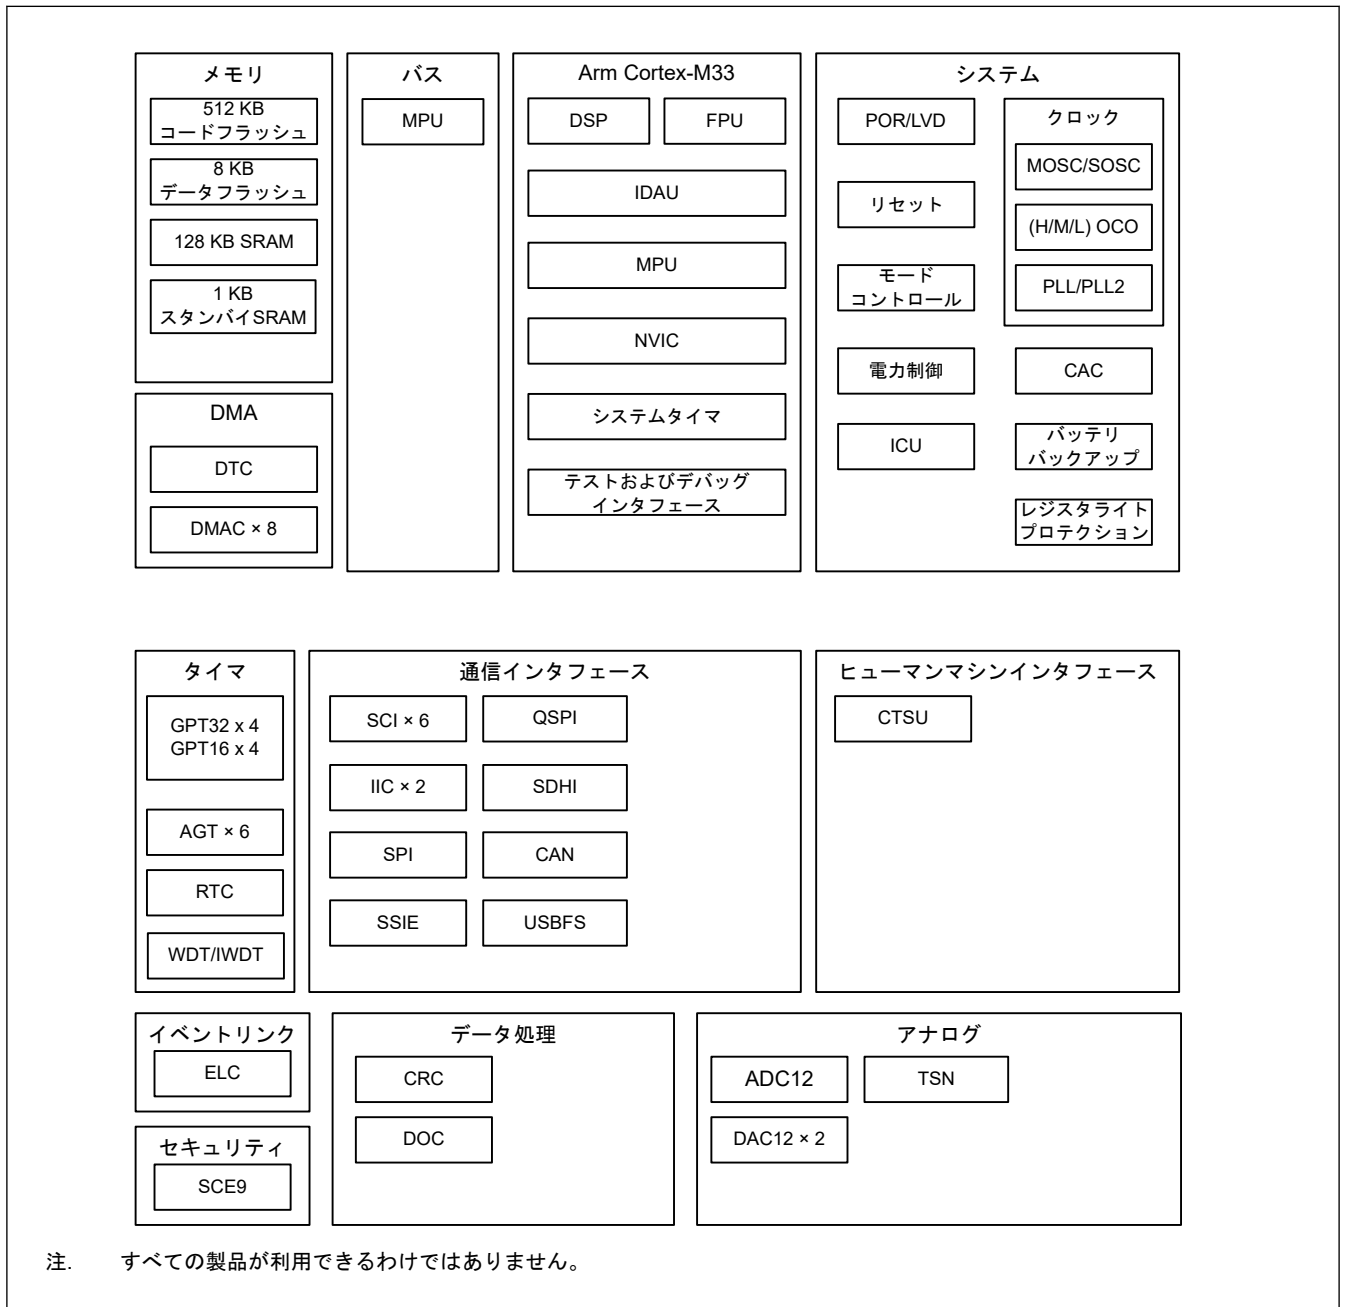 メモリ
512 KB
コードフラッシュ
8 KB
データフラッシュ
128 KB SRAM
1 KB
スタンバイSRAM
DMA
DTC
DMAC × 8
バス
MPU
Arm Cortex-M33
DSP
FPU
IDAU
MPU
NVIC
システムタイマ
テストおよびデバッグ
インタフェース
システム
POR/LVD
リセット
モード
コントロール
電力制御
ICU
クロック
MOSC/SOSC
(H/M/L) OCO
PLL/PLL2
CAC
バッテリ
バックアップ
レジスタライト
プロテクション
タイマ
GPT32 x 4
GPT16 x 4
AGT × 6
RTC
WDT/IWDT
通信インタフェース
SCI × 6
QSPI
IIC × 2
SDHI
SPI
CAN
SSIE
USBFS
ヒューマンマシンインタフェース
CTSU
イベントリンク
ELC
セキュリティ
SCE9
データ処理
CRC
DOC
アナログ
ADC12
TSN
DAC12 × 2
注. すべての製品が利用できるわけではありません。